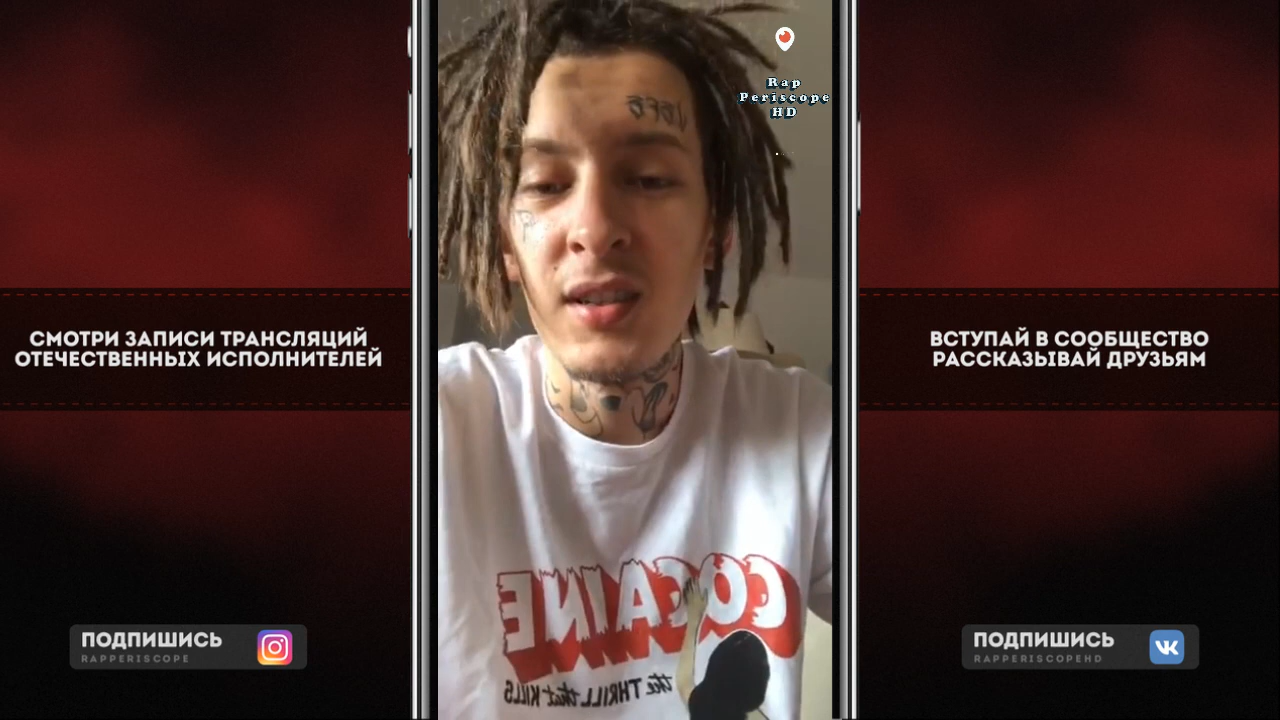 Rap
Periscope
HD
СМОТРИ ЗАПИСИ ТРАНСЛЯЦИЙ
ОТЕЧЕСТВЕННЫХ ИСПОЛНИТЕЛЕЙ
ВСТУПАЙ В СООБЩЕСТВО
РАССКАЗЫВАЙ ДРУЗЬЯМ
COCAINE
the THRILL that KILLS
ПОДПИШИСЬ
RAPPERISCOPE
ПОДПИШИСЬ
RAPPERISCOPEHD